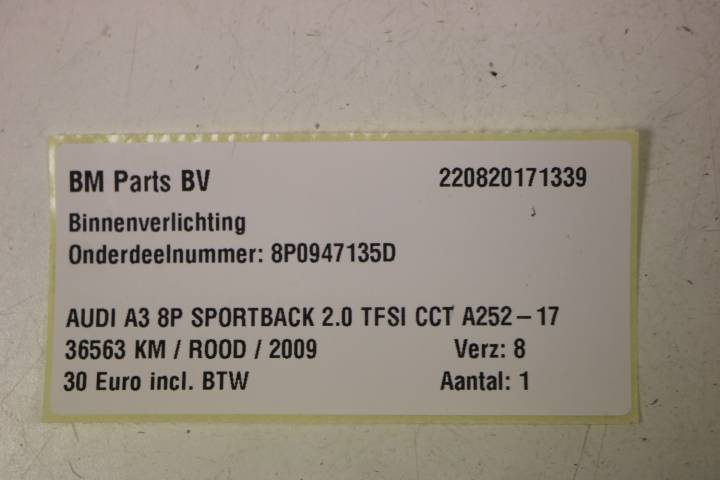 BM Parts BV 220820171339
Binnenverlichting
Onderdeelnummer: 8P0947135D
AUDI A3 8P SPORTBACK 2.0 TFSI CCT A252-17
36563 KM / ROOD / 2009 Verz: 8
30 Euro incl. BTW Aantal: 1